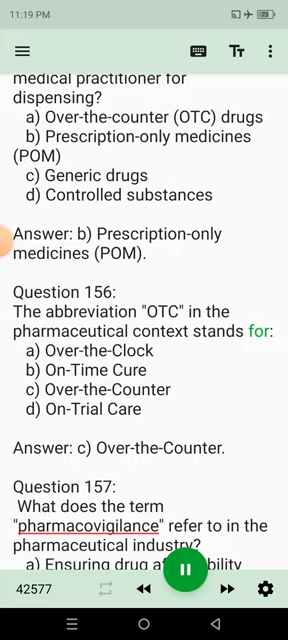 11:19 PM
medical practitioner for
dispensing?
a) Over-the-counter (OTC) drugs
b) Prescription-only medicines
(POM)
c) Generic drugs
d) Controlled substances
Answer: b) Prescription-only
medicines (POM).
Question 156:
The abbreviation "OTC" in the
pharmaceutical context stands for:
a) Over-the-Clock
b) On-Time Cure
c) Over-the-Counter
d) On-Trial Care
Answer: c) Over-the-Counter.
Question 157:
What does the term
"pharmacovigilance" refer to in the
pharmaceutical industry?
a) Ensuring drug
42577